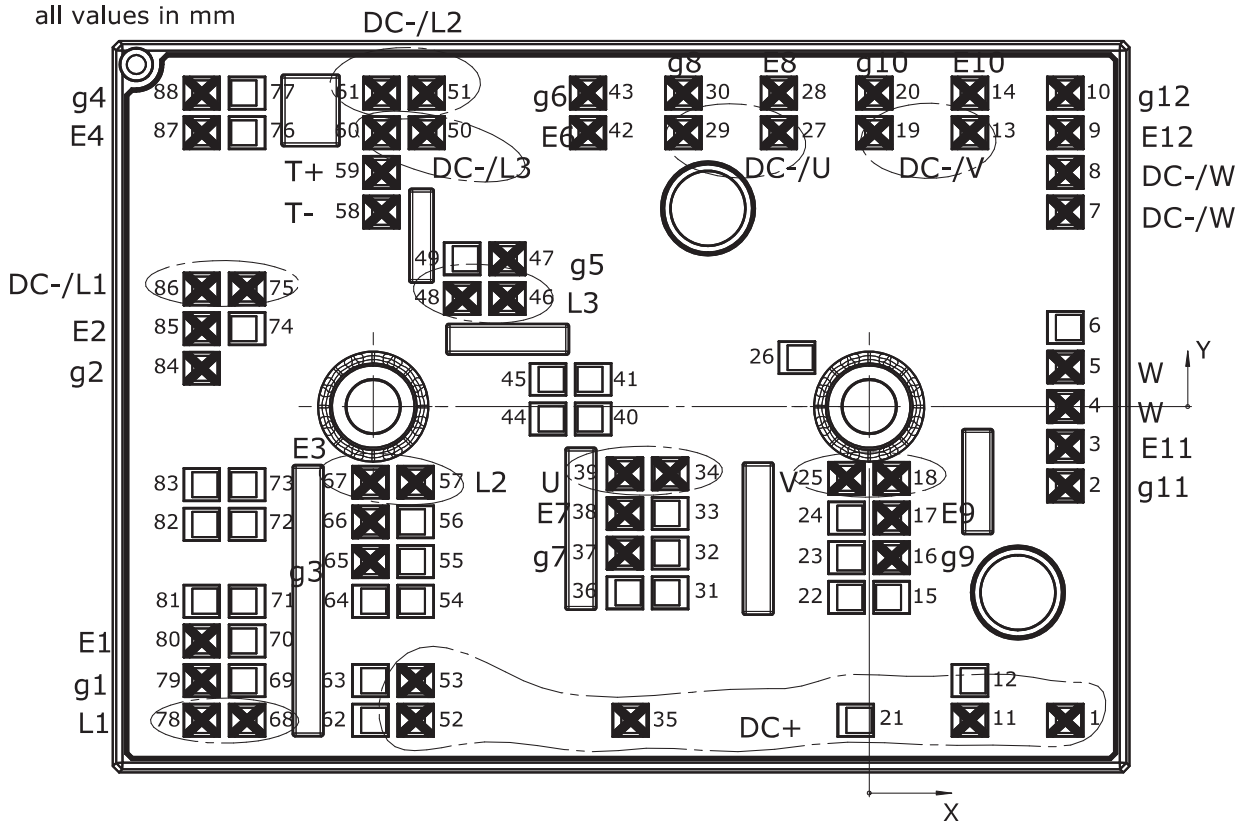 all values in mm
DC-/L2
g8 E8 g10 E10
g4 88 77 61 51 g6 43 30 28 20 14 10 g12
E4 87 76 60 50 E6 42 29 27 19 13 9 E12
T+ 59 DC-/L3 DC-/U DC-/V 8 DC-/W
T- 58 7 DC-/W
49 47 g5
DC-/L1 86 75 48 46 L3
E2 85 74 6
g2 84 45 41 26 5 W Y
44 40 4 W
E3 3 E11
83 73 67 57 L2 U 39 34 V 25 18 2 g11
82 72 66 56 E7 38 33 24 17 E9
g3 65 55 g7 37 32 23 16 g9
81 71 64 54 36 31 22 15
E1 80 70
g1 79 69 63 53 12
L1 78 68 62 52 35 DC+ 21 11 1
X